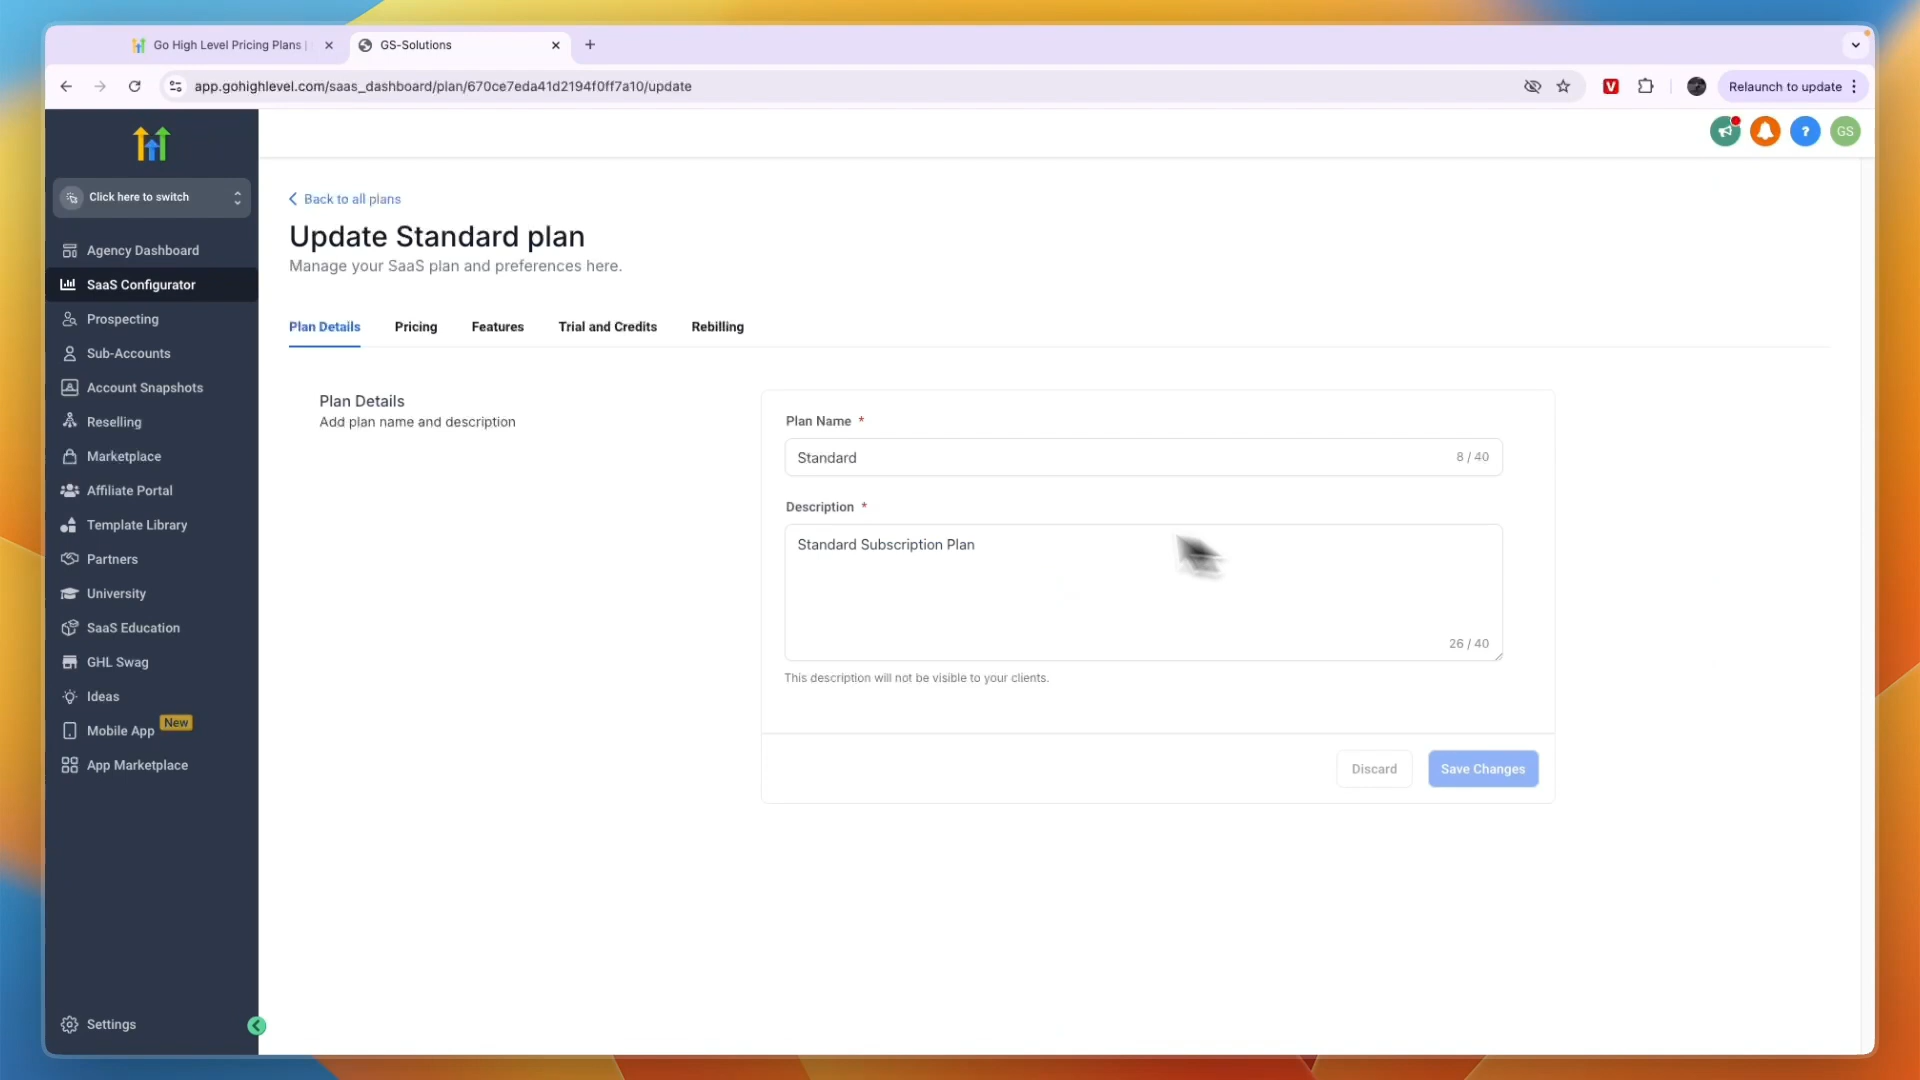 Go High Level Pricing Plans |
GS-Solutions
app.gohighlevel.com/saas_dashboard/plan/670ce7eda41d2194f0ff7a10/update
V
Relaunch to update
?
GS
Click here to switch
Agency Dashboard
SaaS Configurator
Prospecting
Sub-Accounts
Account Snapshots
Reselling
Marketplace
Affiliate Portal
Template Library
Partners
University
SaaS Education
GHL Swag
Ideas
Mobile App New
App Marketplace
Settings
Back to all plans
Update Standard plan
Manage your SaaS plan and preferences here.
Plan Details Pricing Features Trial and Credits Rebilling
Plan Details
Add plan name and description
Plan Name *
Standard 8 / 40
Description *
Standard Subscription Plan
26 / 40
This description will not be visible to your clients.
Discard Save Changes